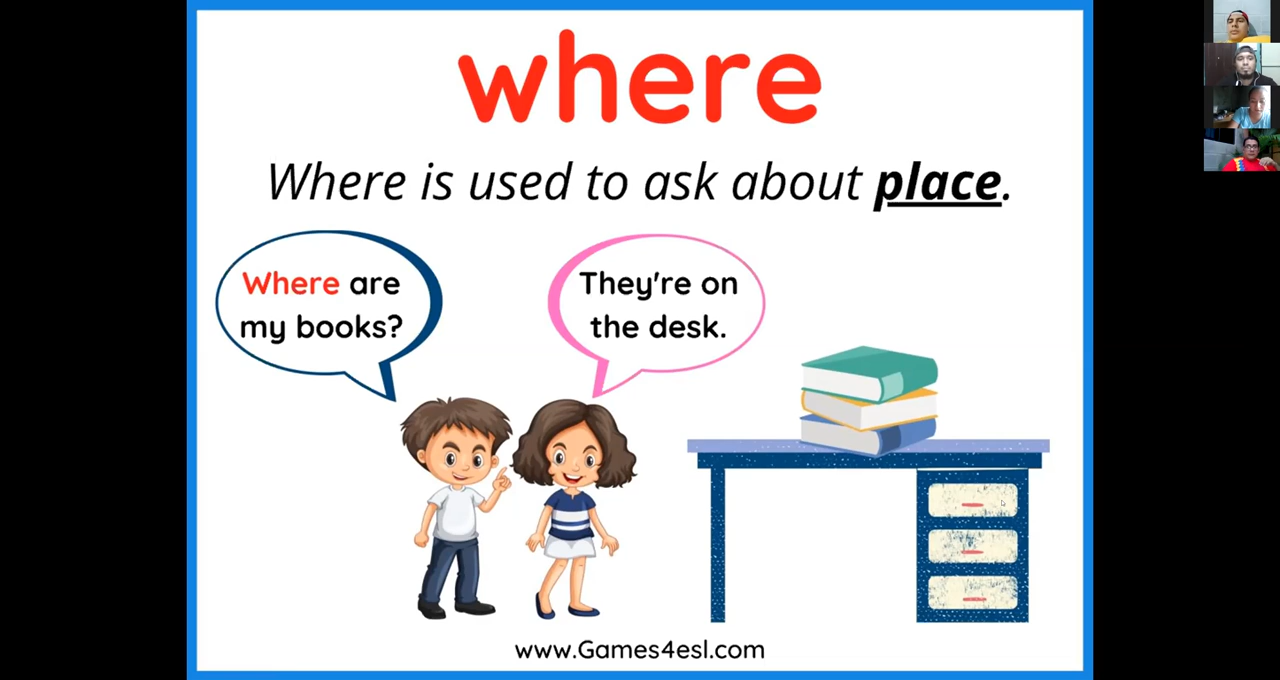 where
Where is used to ask about place.
Where are
my books?
They're on
the desk.
www.Games4esl.com